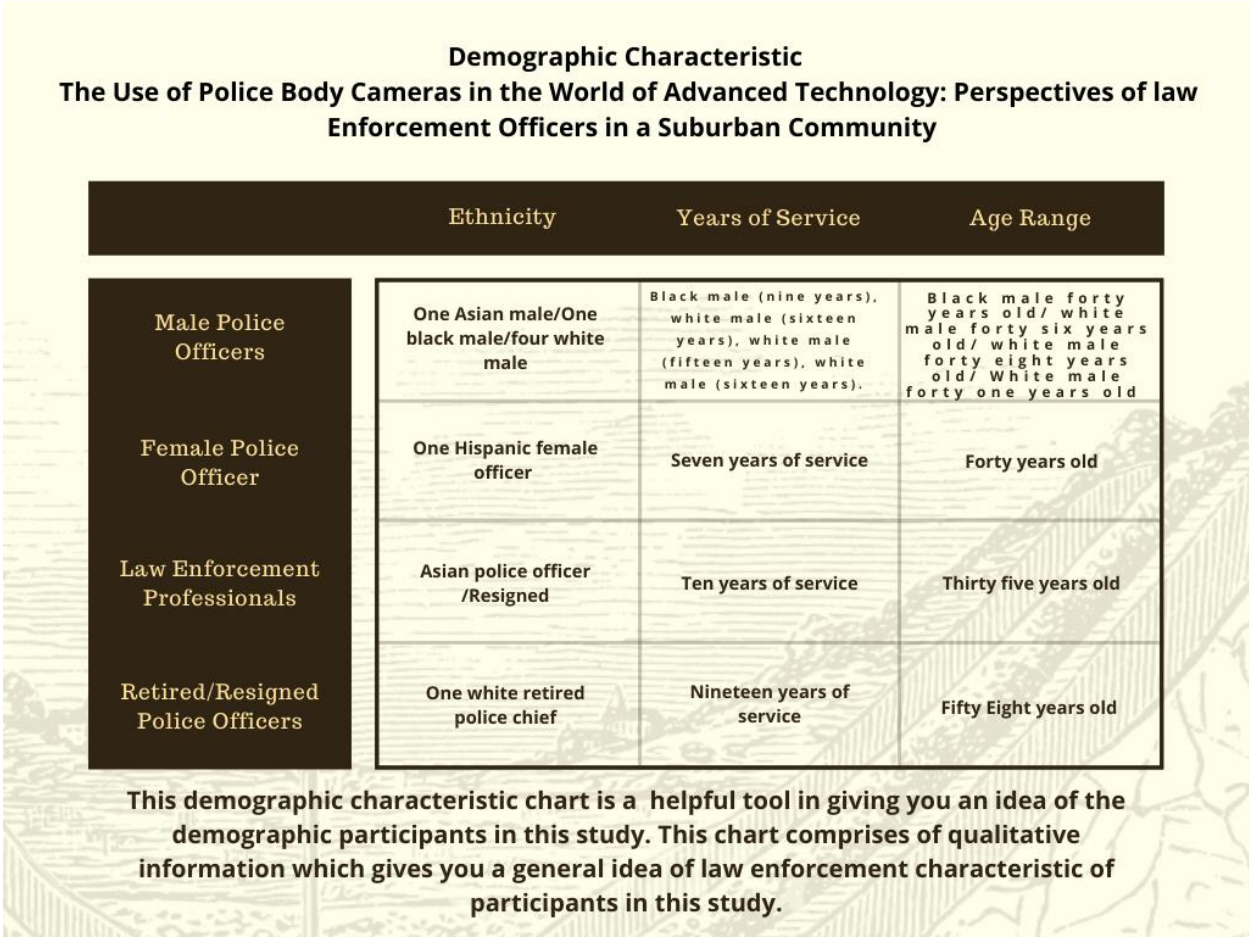 Demographic Characteristic
The Use of Police Body Cameras in the World of Advanced Technology: Perspectives of law
Enforcement Officers in a Suburban Community
Ethnicity
Years of Service
Age Range
Male Police
Officers
One Asian male/One
black male/four white
male
Black male (nine years),
white male (sixteen
years), white male
(fifteen years), white
male (sixteen years).
Black male forty
years old/ white
male forty six years
old/ white male
forty eight years
old/ White male
forty one years old
Female Police
Officer
One Hispanic female
officer
Seven years of service
Forty years old
Law Enforcement
Professionals
Asian police officer
/Resigned
Ten years of service
Thirty five years old
Retired/Resigned
Police Officers
One white retired
police chief
Nineteen years of
service
Fifty Eight years old
This demographic characteristic chart is a  helpful tool in giving you an idea of the
demographic participants in this study. This chart comprises of qualitative
information which gives you a general idea of law enforcement characteristic of
participants in this study.